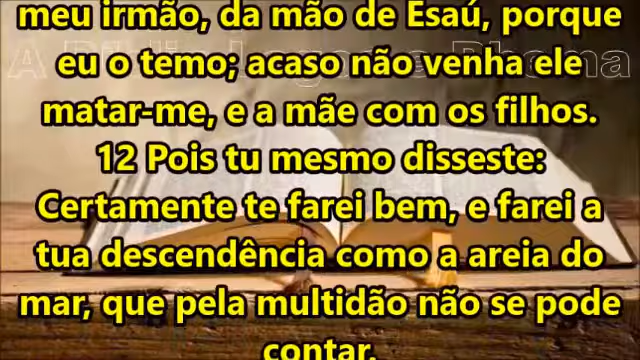 meu irmão, da mão de Esaú, porque
eu o temo; acaso não venha ele
matar-me, e a mãe com os filhos.
12 Pois tu mesmo disseste:
Certamente te farei bem, e farei a
tua descendência como a areia do
mar, que pela multidão não se pode
contar.